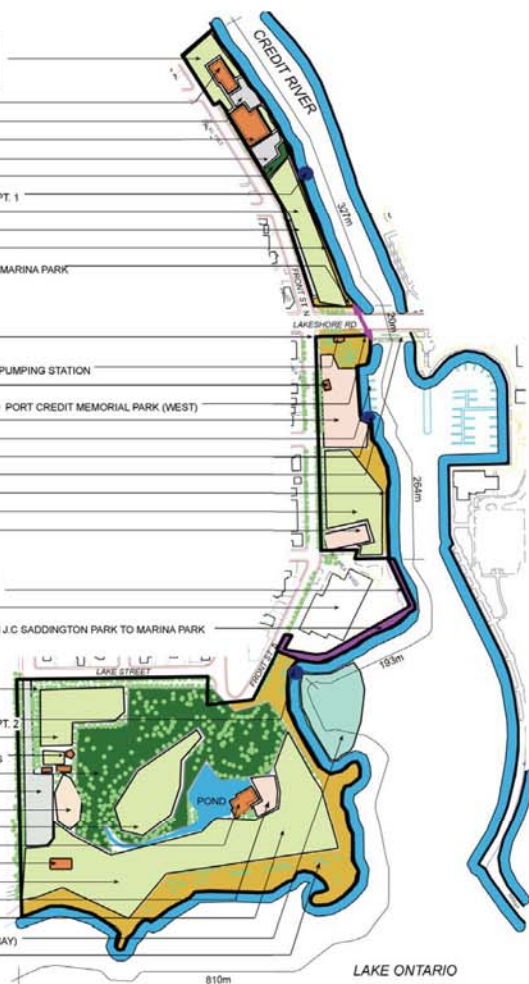 CREDIT RIVER
PT. 1
327m
MARINA PARK
FRONT ST. N
LAKESHORE RD
20m
PUMPING STATION
PORT CREDIT MEMORIAL PARK (WEST)
264m
J.C SADDINGTON PARK TO MARINA PARK
193m
LAKE STREET
FRONT ST.
PT. 2
S
POND
BAY)
810m
LAKE ONTARIO